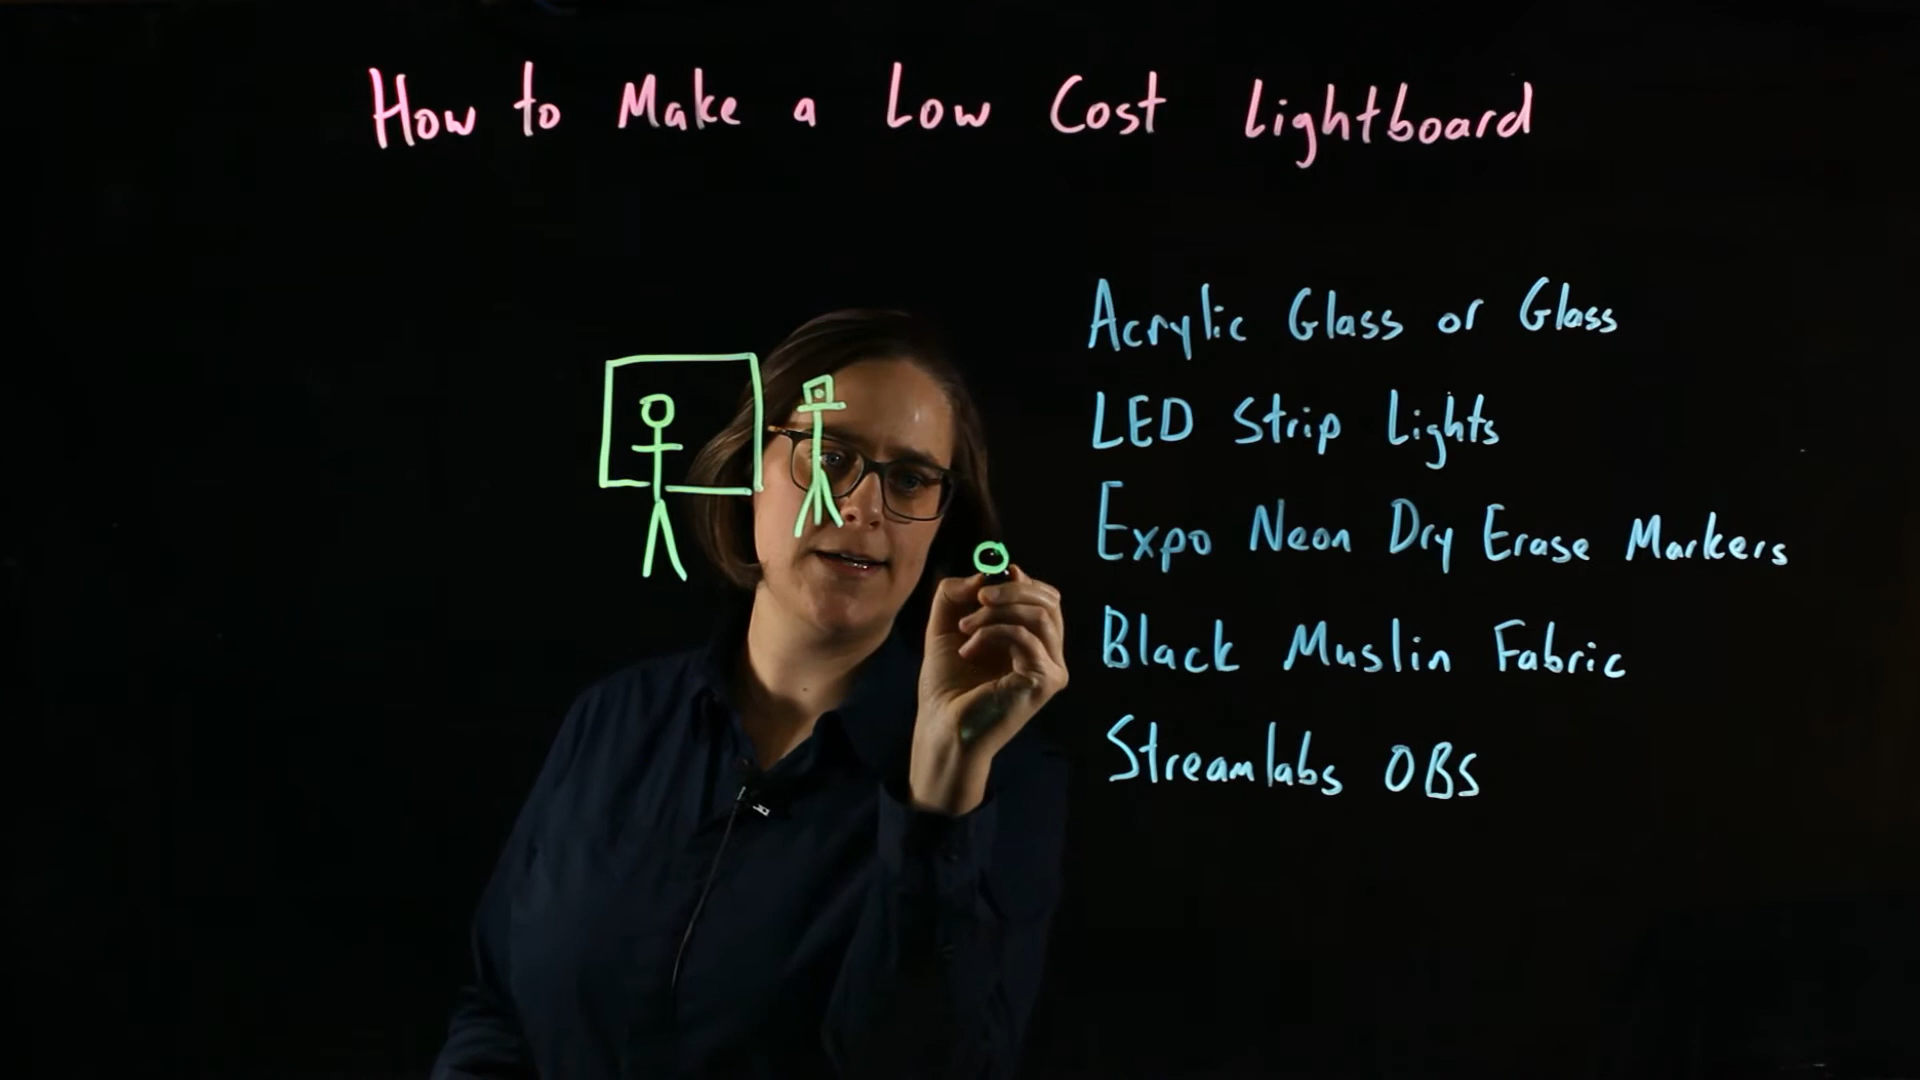 How to Make a Low Cost Lightboard
Acrylic Glass or Glass
LED Strip Lights
Expo Neon Dry Erase Markers
Black Muslin Fabric
Streamlabs OBS